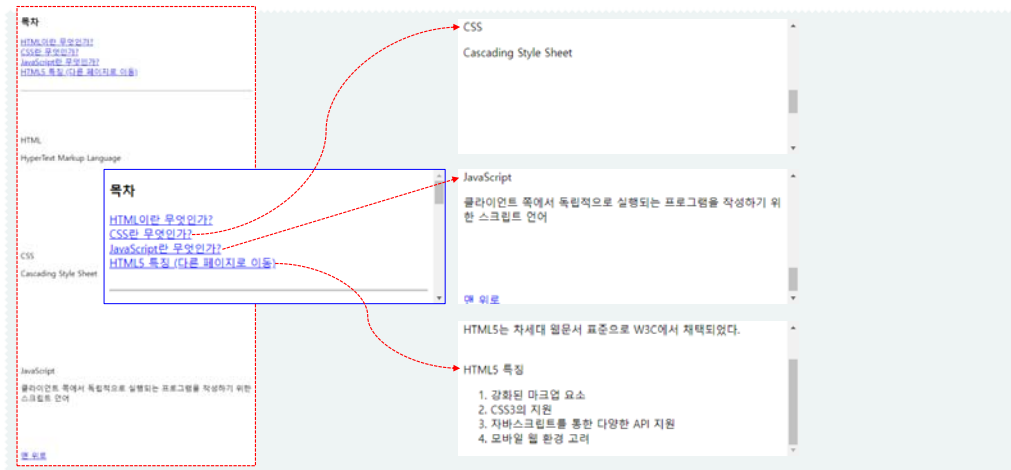 목차
HTML이란 무엇인가?
CSS란 무엇인가?
JavaScript란 무엇인가?
HTML5 특징 (다른 페이지로 이동)
HTML
HyperText Markup Language
CSS
Cascading Style Sheet
JavaScript
클라이언트 쪽에서 독립적으로 실행되는 프로그램을 작성하기 위한
스크립트 언어
맨 위로
목차
HTML이란 무엇인가?
CSS란 무엇인가?
JavaScript란 무엇인가?
HTML5 특징 (다른 페이지로 이동)
CSS
Cascading Style Sheet
JavaScript
클라이언트 쪽에서 독립적으로 실행되는 프로그램을 작성하기 위
한 스크립트 언어
맨 위로
HTML5는 차세대 웹문서 표준으로 W3C에서 채택되었다.
HTML5 특징
1. 강화된 마크업 요소
2. CSS3의 지원
3. 자바스크립트를 통한 다양한 API 지원
4. 모바일 웹 환경 고려